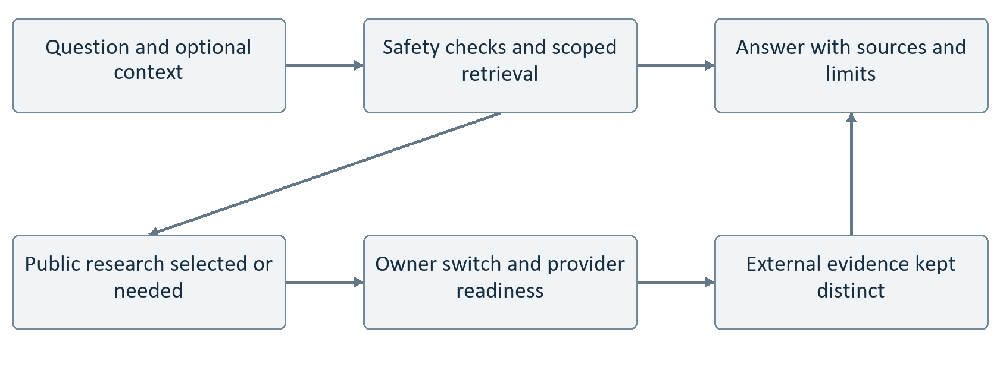 Question and optional
context
Safety checks and scoped
retrieval
Answer with sources and
limits
Public research selected or
needed
Owner switch and provider
readiness
External evidence kept
distinct